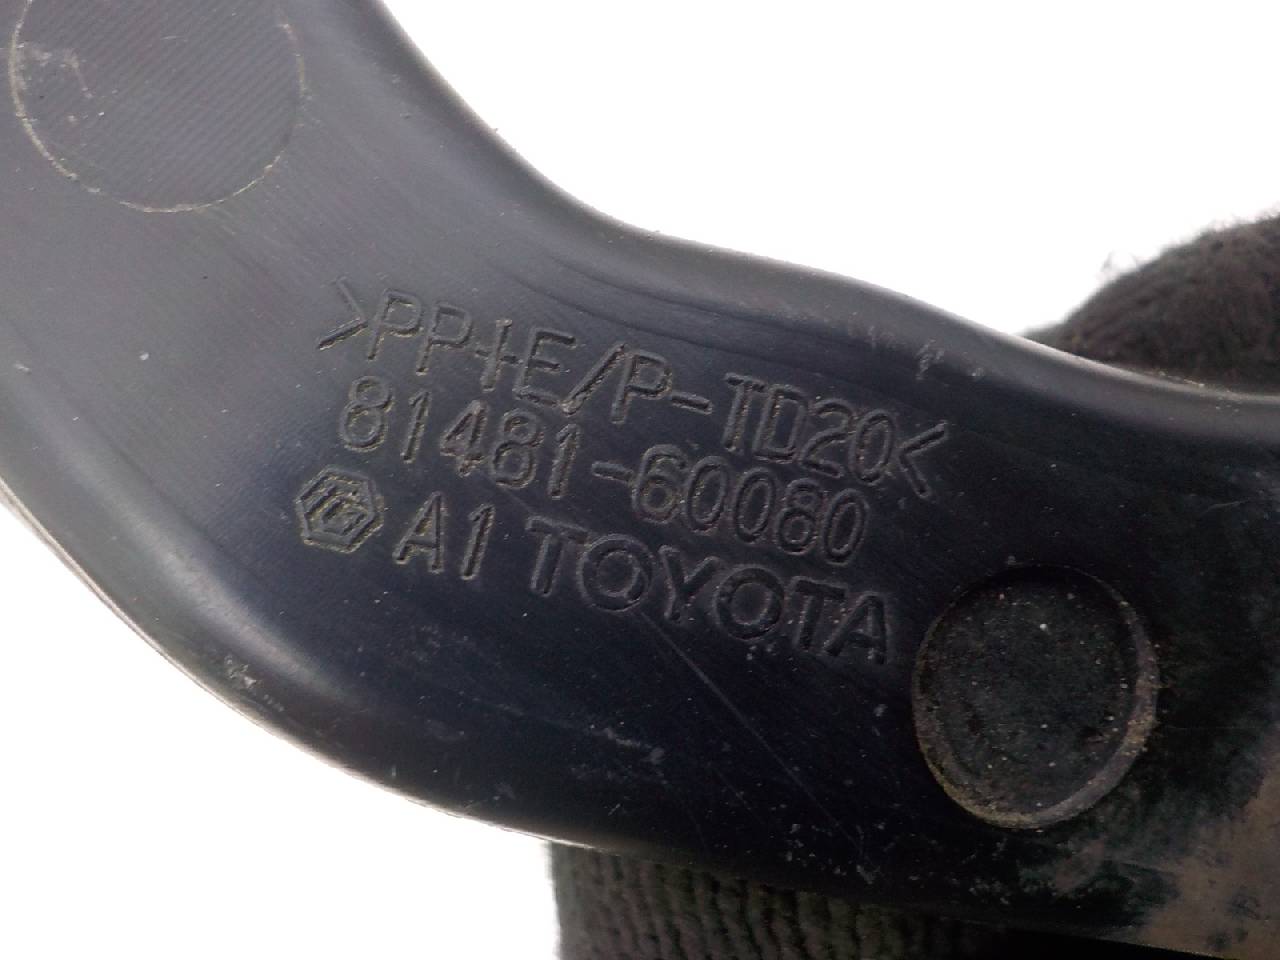 >PP+E/P-TD20<
81481-60080
A1 TOYOTA